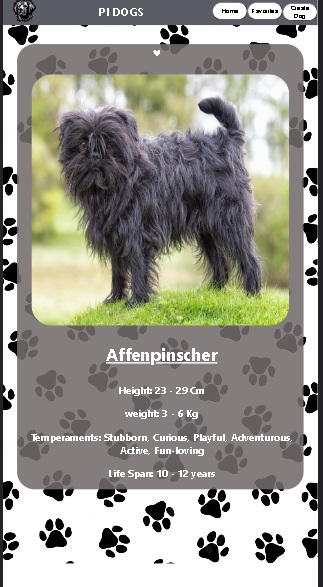 PI DOGS
Home
Favorites
Create
Dog
Affenpinscher
Height: 23 - 29 Cm
weight: 3 - 6 Kg
Temperaments: Stubborn, Curious, Playful, Adventurous,
Active, Fun-loving
Life Span: 10 - 12 years